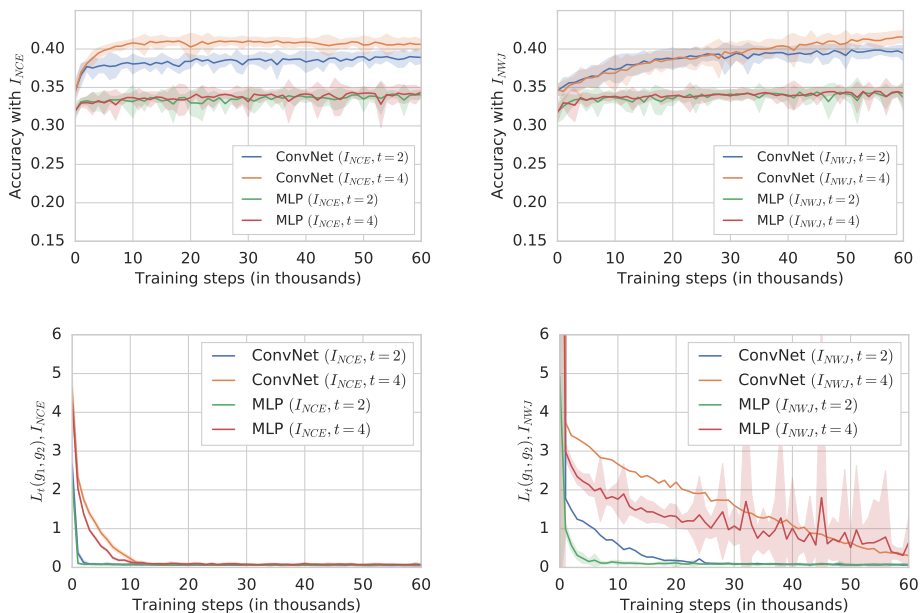 0.40
0.35
0.30
0.25
0.20
0.15
Accuracy with I_NCE
ConvNet (I_NCE, t=2)
ConvNet (I_NCE, t=4)
MLP (I_NCE, t=2)
MLP (I_NCE, t=4)
0 10 20 30 40 50 60
Training steps (in thousands)
0.40
0.35
0.30
0.25
0.20
0.15
Accuracy with I_NWJ
ConvNet (I_NWJ, t=2)
ConvNet (I_NWJ, t=4)
MLP (I_NWJ, t=2)
MLP (I_NWJ, t=4)
0 10 20 30 40 50 60
Training steps (in thousands)
6
5
4
3
2
1
0
L_t(g_1, g_2), I_NCE
ConvNet (I_NCE, t=2)
ConvNet (I_NCE, t=4)
MLP (I_NCE, t=2)
MLP (I_NCE, t=4)
0 10 20 30 40 50 60
Training steps (in thousands)
6
5
4
3
2
1
0
L_t(g_1, g_2), I_NWJ
ConvNet (I_NWJ, t=2)
ConvNet (I_NWJ, t=4)
MLP (I_NWJ, t=2)
MLP (I_NWJ, t=4)
0 10 20 30 40 50 60
Training steps (in thousands)